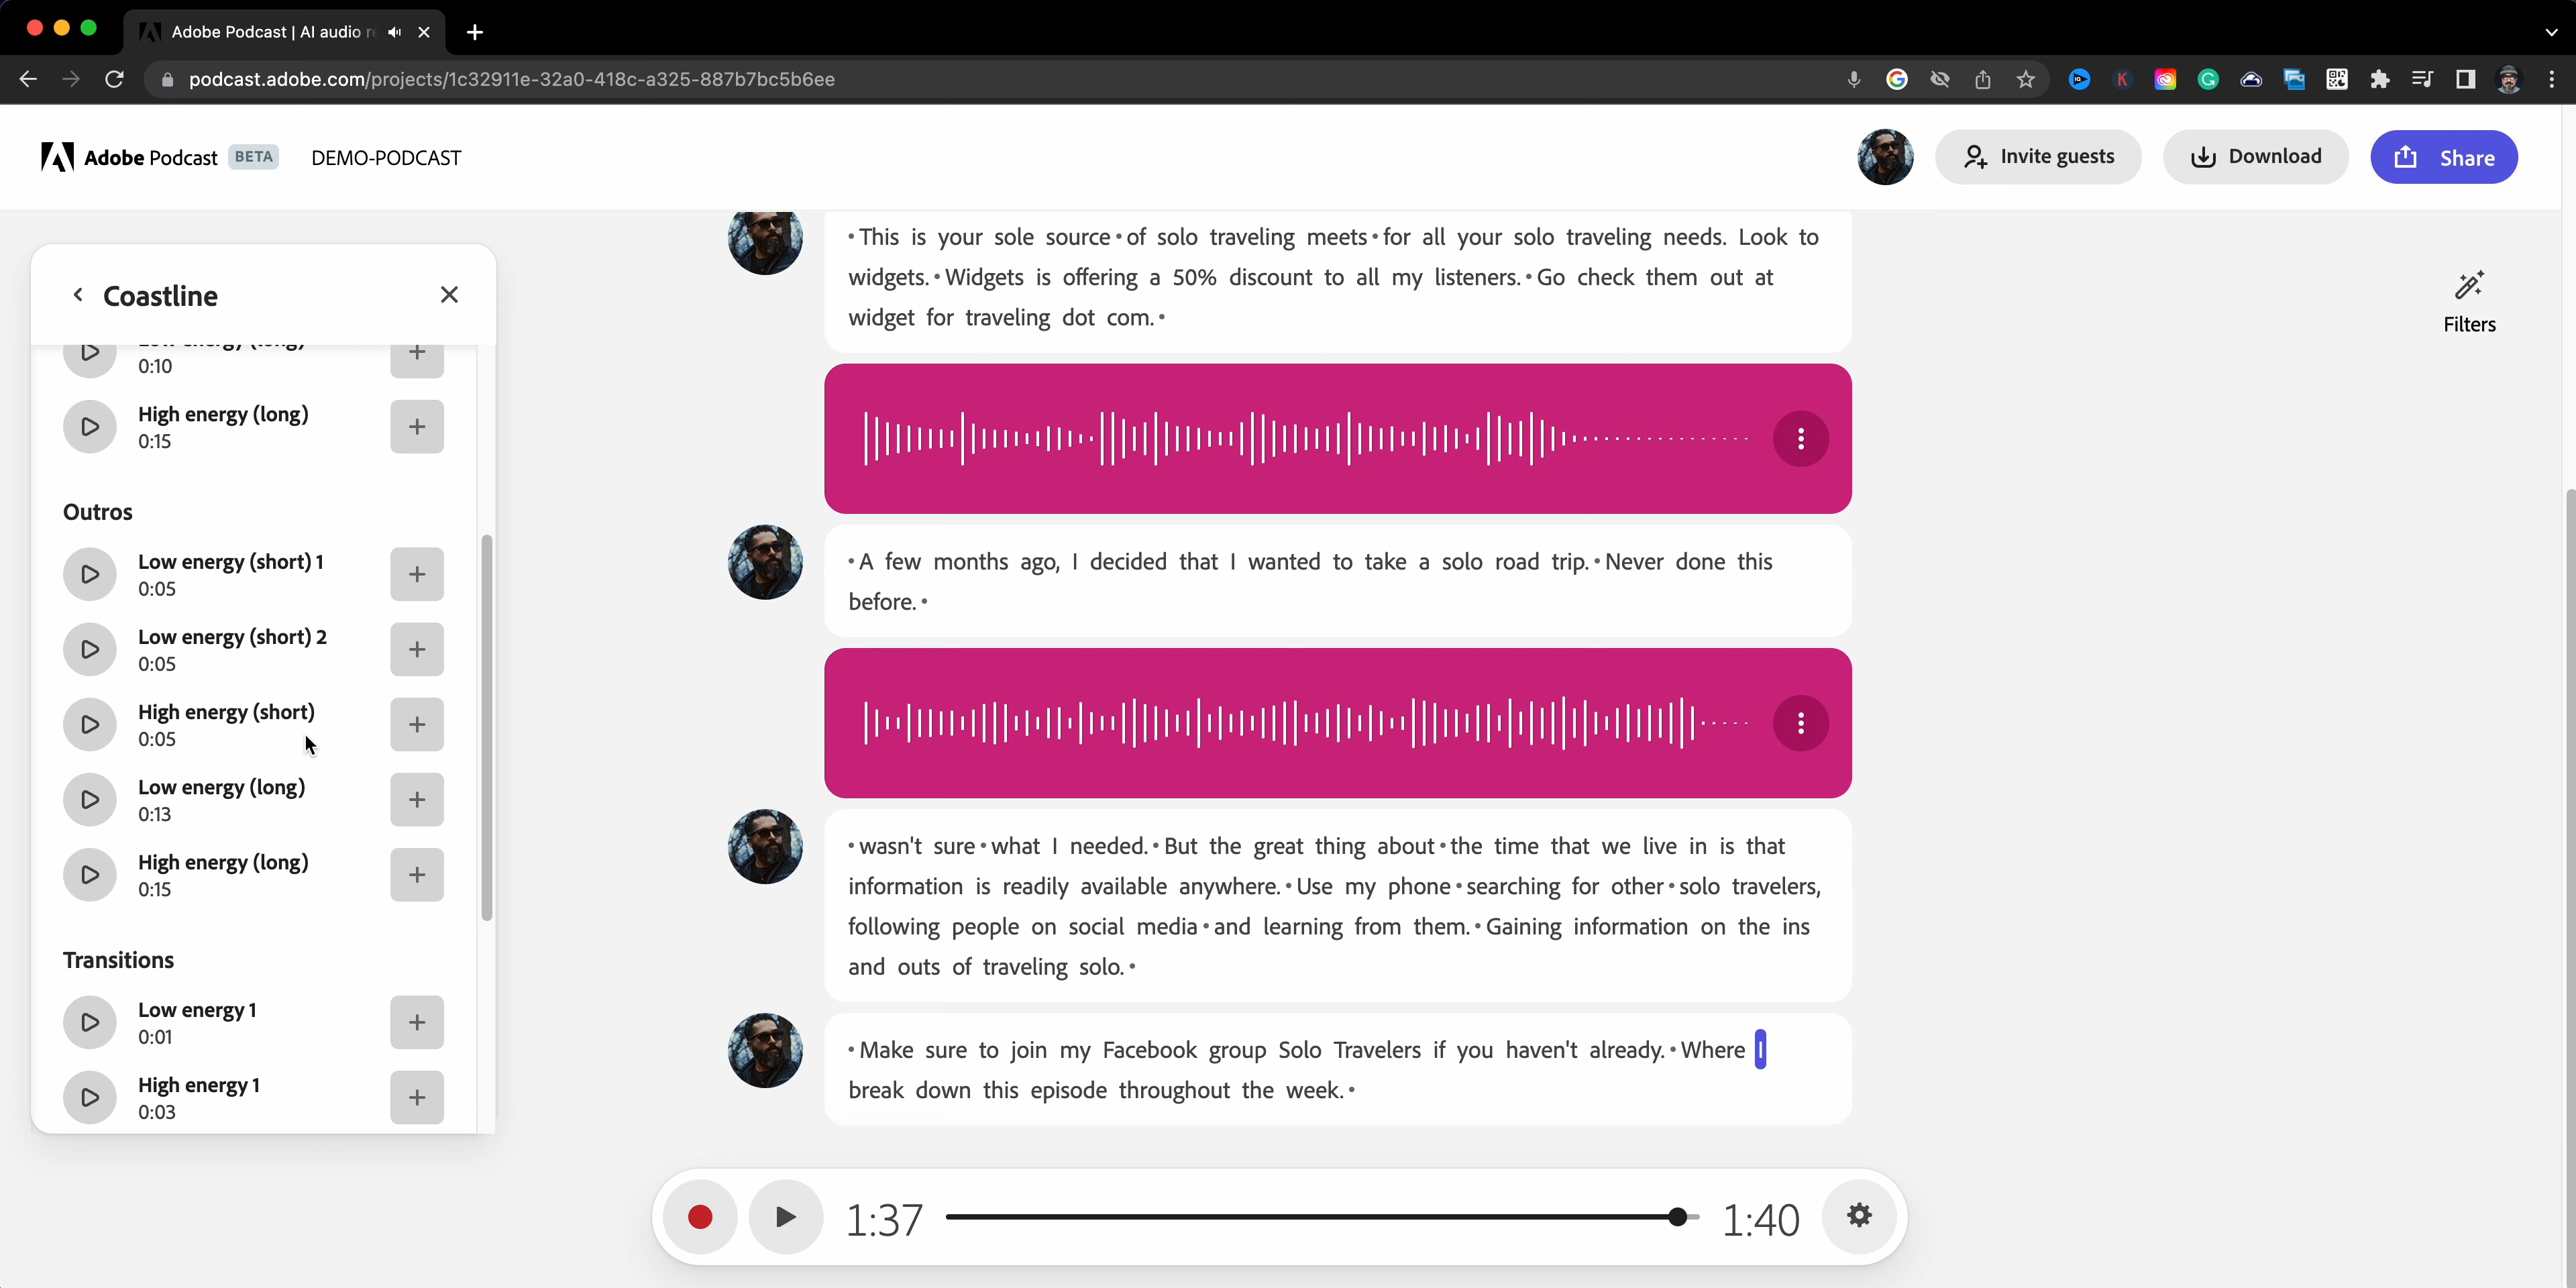 Adobe Podcast | AI audio re
podcast.adobe.com/projects/1c32911e-32a0-418c-a325-887b7bc5b6ee
Adobe Podcast BETA
DEMO-PODCAST
Invite guests
Download
Share
Coastline
Low energy (long)
0:10
High energy (long)
0:15
Outros
Low energy (short) 1
0:05
Low energy (short) 2
0:05
High energy (short)
0:05
Low energy (long)
0:13
High energy (long)
0:15
Transitions
Low energy 1
0:01
High energy 1
0:03
•This is your sole source•of solo traveling meets•for all your solo traveling needs. Look to
widgets.•Widgets is offering a 50% discount to all my listeners.•Go check them out at
widget for traveling dot com.•
•A few months ago, I decided that I wanted to take a solo road trip.•Never done this
before.•
•wasn't sure•what I needed.•But the great thing about•the time that we live in is that
information is readily available anywhere.•Use my phone•searching for other•solo travelers,
following people on social media•and learning from them.•Gaining information on the ins
and outs of traveling solo.•
•Make sure to join my Facebook group Solo Travelers if you haven't already.•Where I
break down this episode throughout the week.•
Filters
1:37
1:40